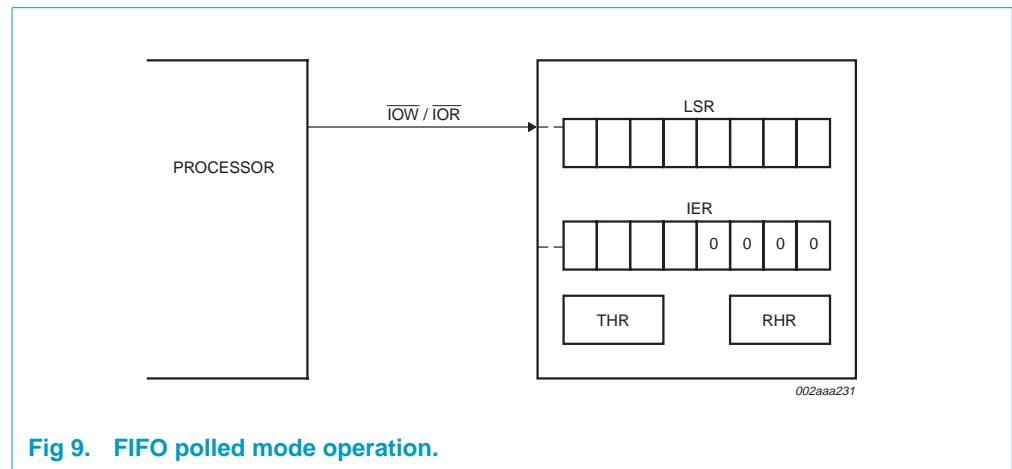 PROCESSOR
IOW / IOR
LSR
IER
0 0 0 0
THR RHR
002aaa231
Fig 9. FIFO polled mode operation.